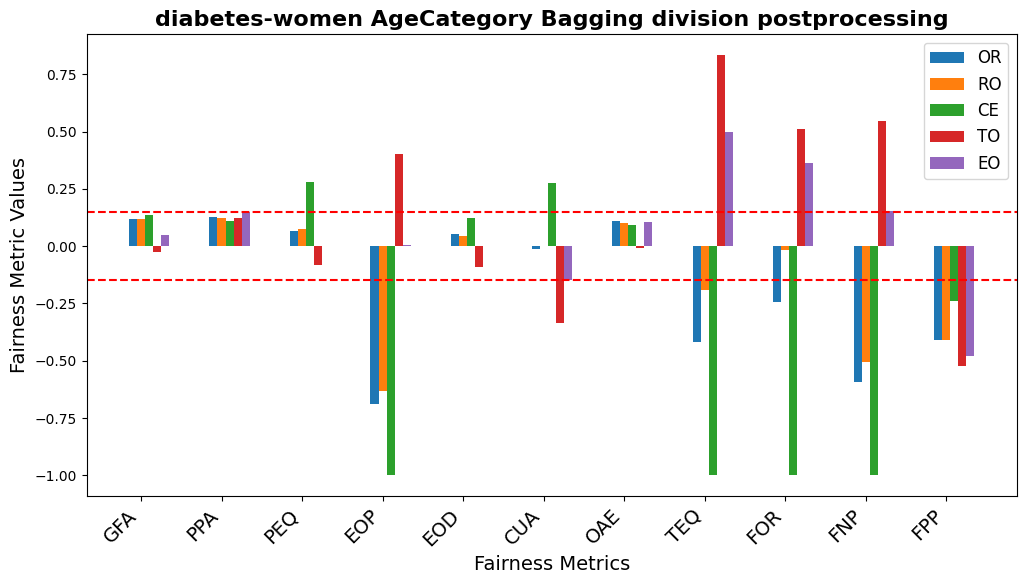 diabetes-women AgeCategory Bagging division postprocessing
OR
RO
CE
TO
EO
Fairness Metric Values
0.75
0.50
0.25
0.00
−0.25
−0.50
−0.75
−1.00
GFA
PPA
PEQ
EOP
EOD
CUA
OAE
TEQ
FOR
FNP
FPP
Fairness Metrics